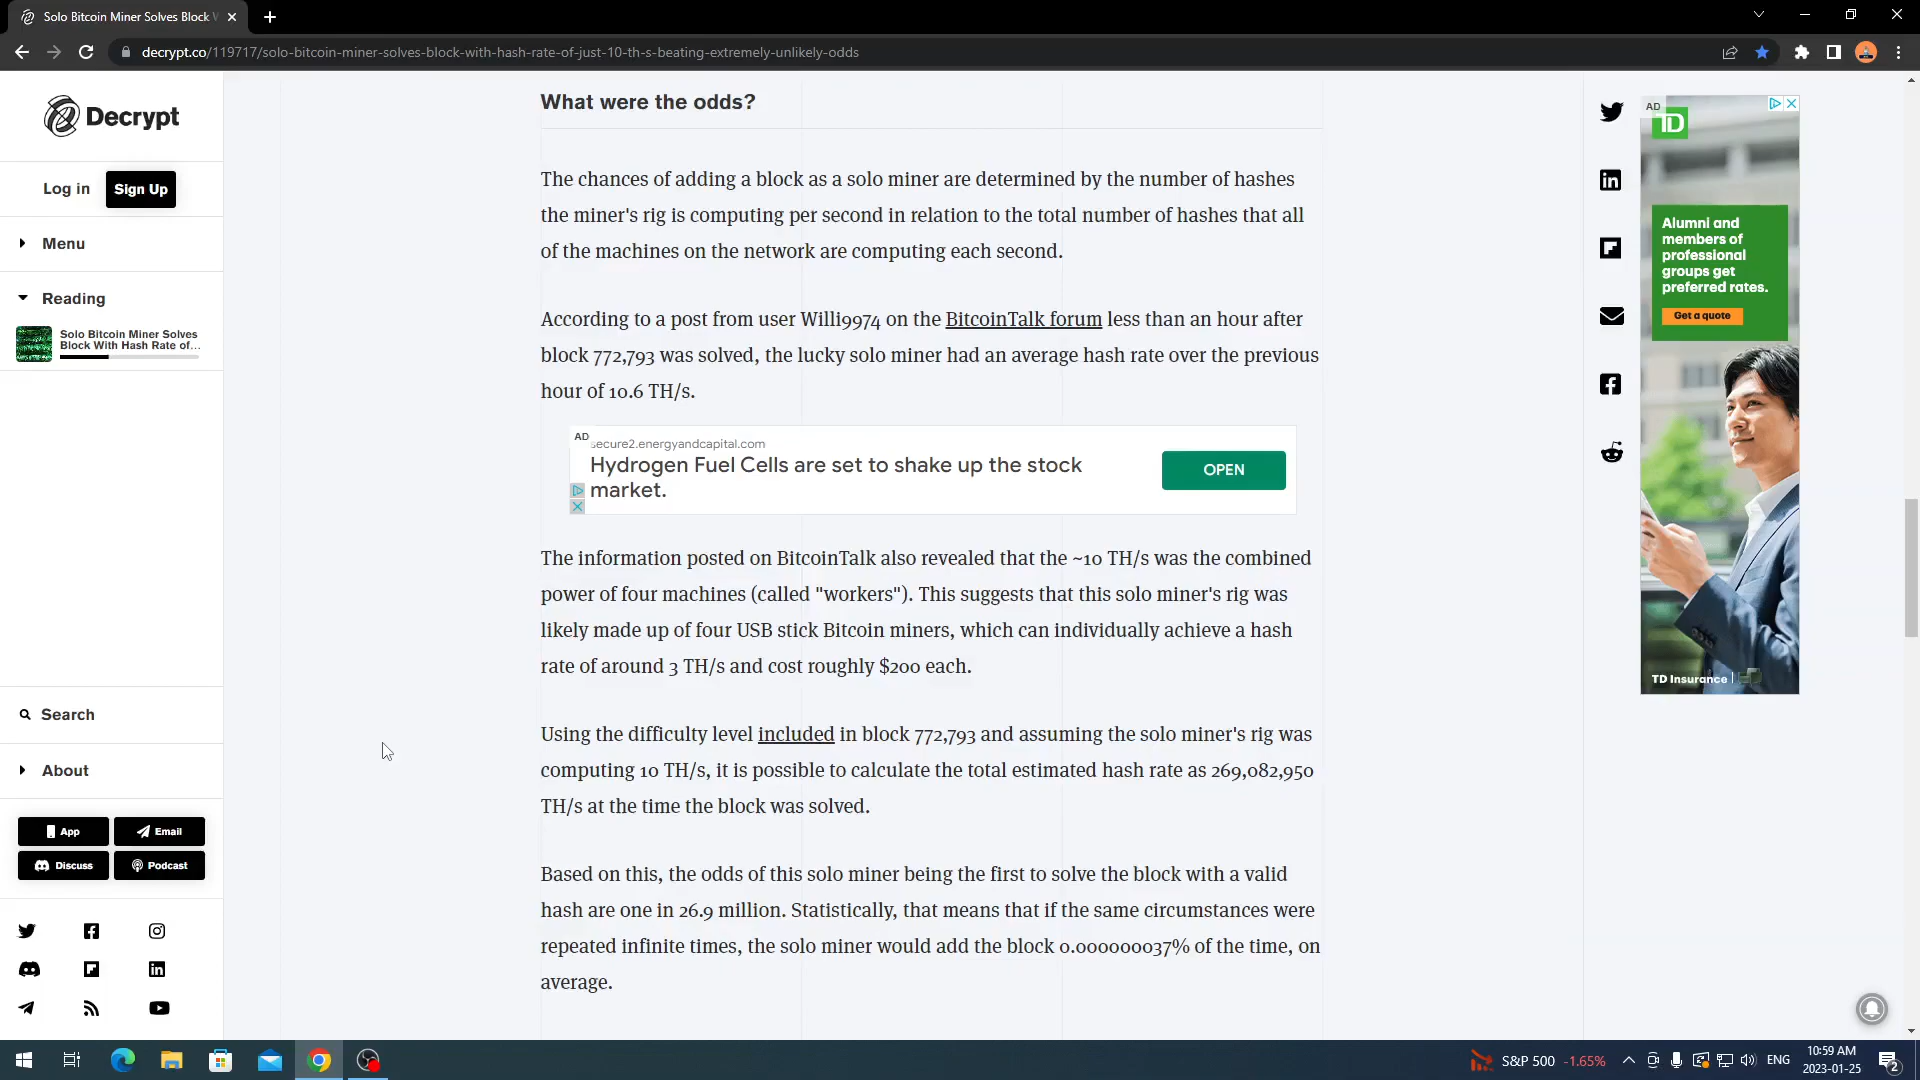 Solo Bitcoin Miner Solves Block W
decrypt.co/119717/solo-bitcoin-miner-solves-block-with-hash-rate-of-just-10-th-s-beating-extremely-unlikely-odds
Decrypt
Log in
Sign Up
Menu
Reading
Solo Bitcoin Miner Solves
Block With Hash Rate of...
Search
About
App
Email
Discuss
Podcast
What were the odds?
The chances of adding a block as a solo miner are determined by the number of hashes
the miner's rig is computing per second in relation to the total number of hashes that all
of the machines on the network are computing each second.
According to a post from user Willi9974 on the BitcoinTalk forum less than an hour after
block 772,793 was solved, the lucky solo miner had an average hash rate over the previous
hour of 10.6 TH/s.
AD
secure2.energyandcapital.com
Hydrogen Fuel Cells are set to shake up the stock
market.
OPEN
The information posted on BitcoinTalk also revealed that the ~10 TH/s was the combined
power of four machines (called "workers"). This suggests that this solo miner's rig was
likely made up of four USB stick Bitcoin miners, which can individually achieve a hash
rate of around 3 TH/s and cost roughly $200 each.
Using the difficulty level included in block 772,793 and assuming the solo miner's rig was
computing 10 TH/s, it is possible to calculate the total estimated hash rate as 269,082,950
TH/s at the time the block was solved.
Based on this, the odds of this solo miner being the first to solve the block with a valid
hash are one in 26.9 million. Statistically, that means that if the same circumstances were
repeated infinite times, the solo miner would add the block 0.000000037% of the time, on
average.
AD
TD
Alumni and
members of
professional
groups get
preferred rates.
Get a quote
TD Insurance
S&P 500 -1.65%
ENG
10:59 AM
2023-01-25
2